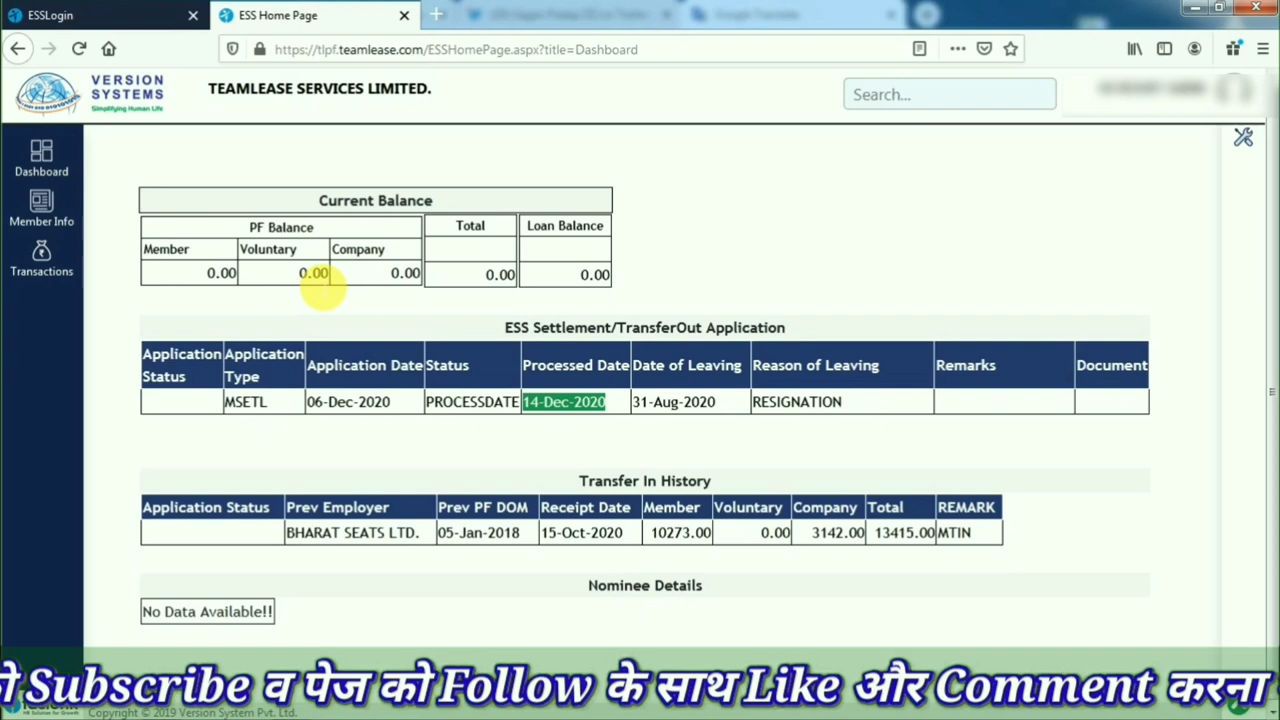 ESSLogin
ESS Home Page
https://tlpf.teamlease.com/ESSHomePage.aspx?title=Dashboard
VERSION SYSTEMS
Simplifying Human Life
TEAMLEASE SERVICES LIMITED.
Search...
Dashboard
Member Info
Transactions
Current Balance
PF Balance Total Loan Balance
Member Voluntary Company
0.00 0.00 0.00 0.00 0.00
ESS Settlement/TransferOut Application
Application Status Application Type Application Date Status Processed Date Date of Leaving Reason of Leaving Remarks Document
MSETL 06-Dec-2020 PROCESSDATE 14-Dec-2020 31-Aug-2020 RESIGNATION
Transfer In History
Application Status Prev Employer Prev PF DOM Receipt Date Member Voluntary Company Total REMARK
BHARAT SEATS LTD. 05-Jan-2018 15-Oct-2020 10273.00 0.00 3142.00 13415.00 MTIN
Nominee Details
No Data Available!!
Subscribe व पेज को Follow के साथ Like और Comment करना
Copyright © 2019 Version System Pvt. Ltd.